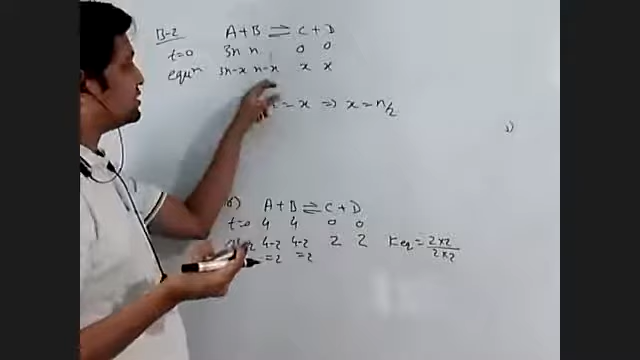 B-2 A + B ⇌ C + D
t=0 3n n 0 0
eqm 3n-x n-x x x
= x ⇒ x = n/2
A + B ⇌ C + D
t=0 4 4 0 0
4-2 4-2 2 2 Keq = 2×2/2×2
=2 =2